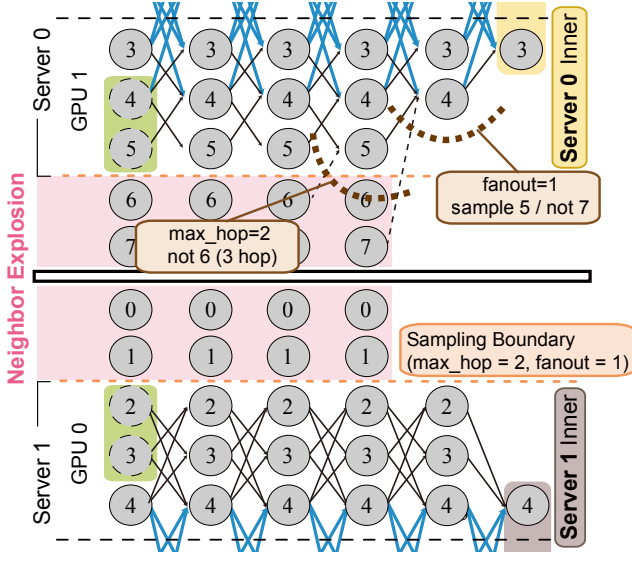 Server 0
GPU 1
3 3 3 3 3 3
4 4 4 4 4
5 5 5 5
Server 0 Inner
fanout=1
sample 5 / not 7
6 6 6 6
7 7
max_hop=2
not 6 (3 hop)
Neighbor Explosion
0 0 0 0
1 1 1 1
Sampling Boundary
(max_hop = 2, fanout = 1)
Server 1
GPU 0
2 2 2 2 2
3 3 3 3 3
4 4 4 4 4 4
Server 1 Inner